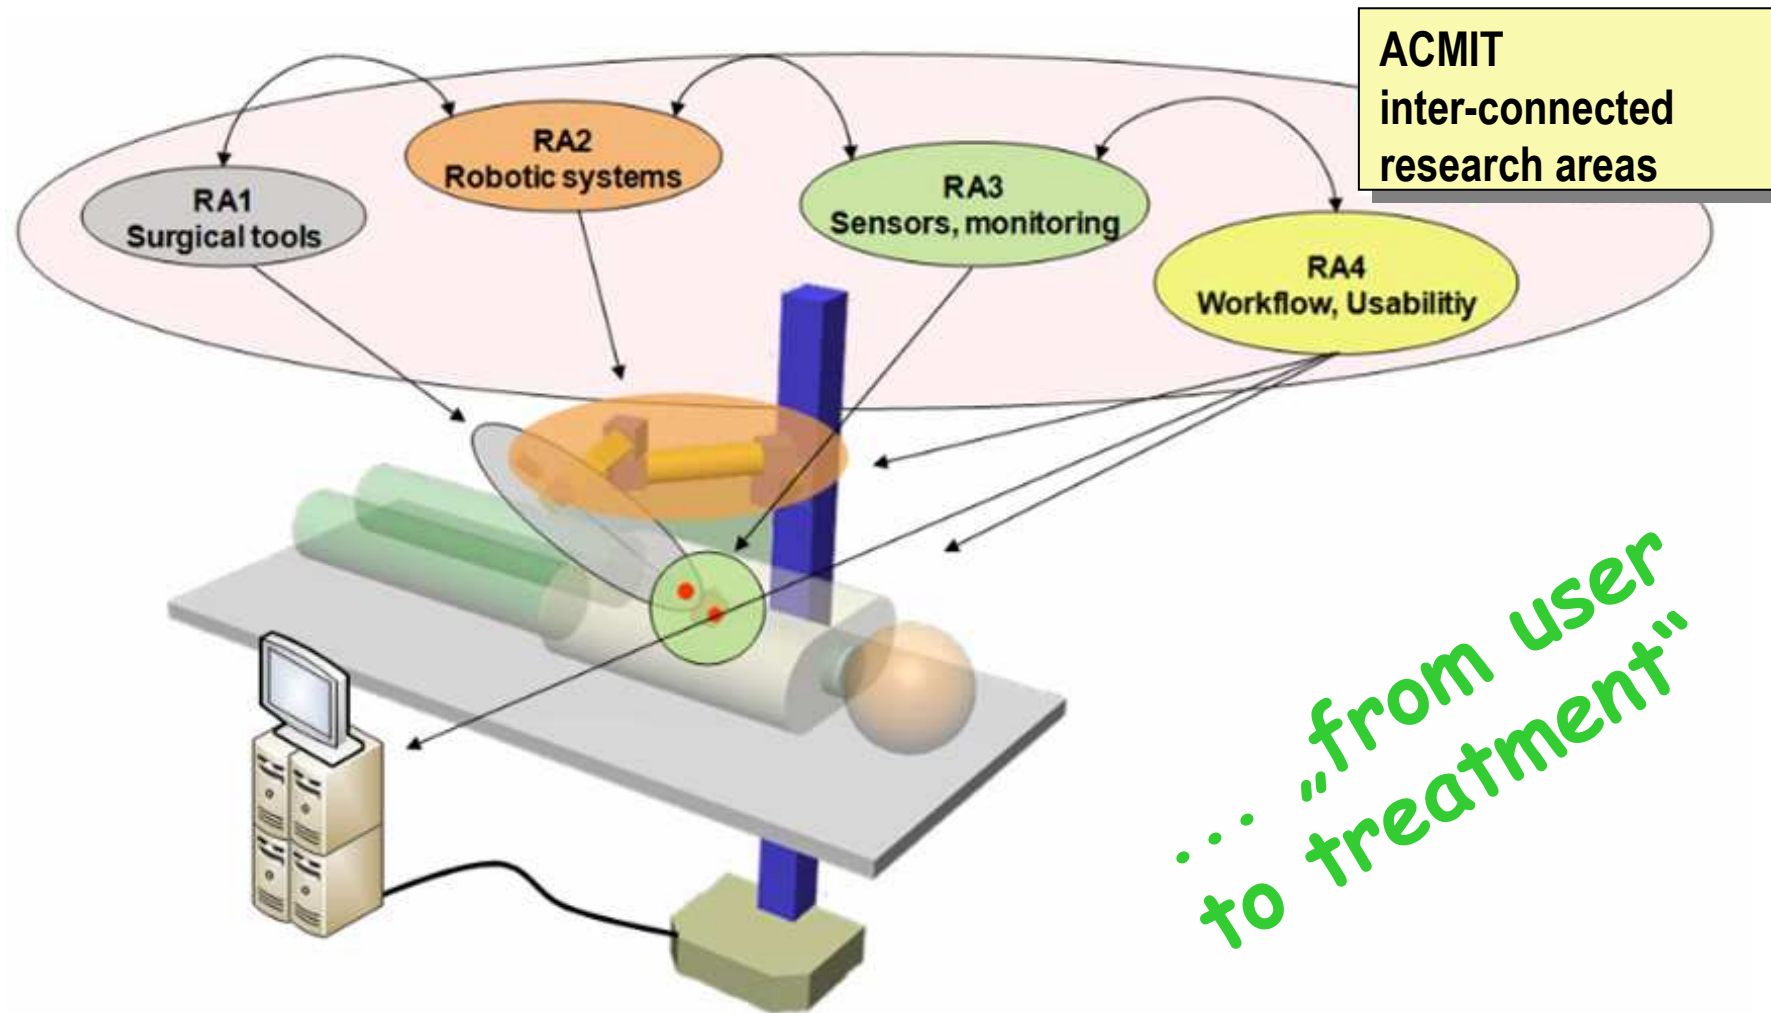 ACMIT
inter-connected
research areas
RA1
Surgical tools
RA2
Robotic systems
RA3
Sensors, monitoring
RA4
Workflow, Usabilitiy
... „from user
to treatment“